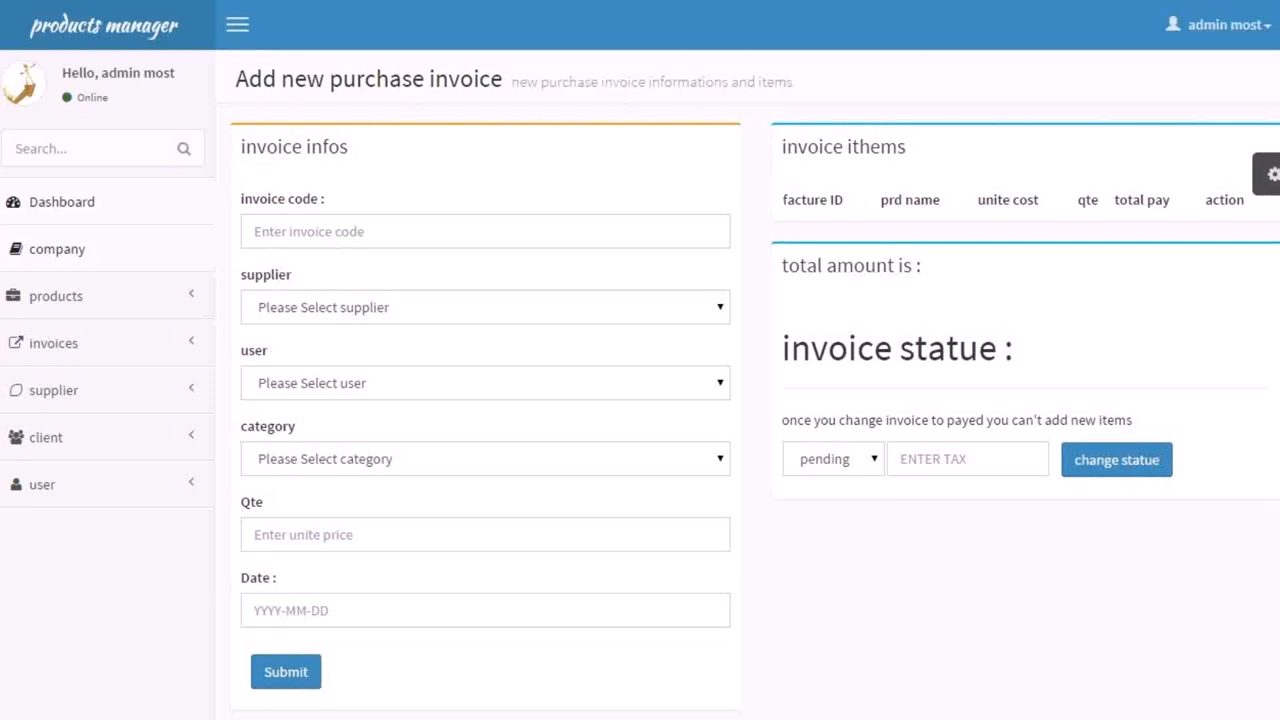 products manager
admin most
Hello, admin most
Online
Search...
Dashboard
company
products
invoices
supplier
client
user
Add new purchase invoice new purchase invoice informations and items
invoice infos
invoice code :
Enter invoice code
supplier
Please Select supplier
user
Please Select user
category
Please Select category
Qte
Enter unite price
Date :
YYYY-MM-DD
Submit
invoice ithems
facture ID prd name unite cost qte total pay action
total amount is :
invoice statue :
once you change invoice to payed you can't add new items
pending ENTER TAX change statue